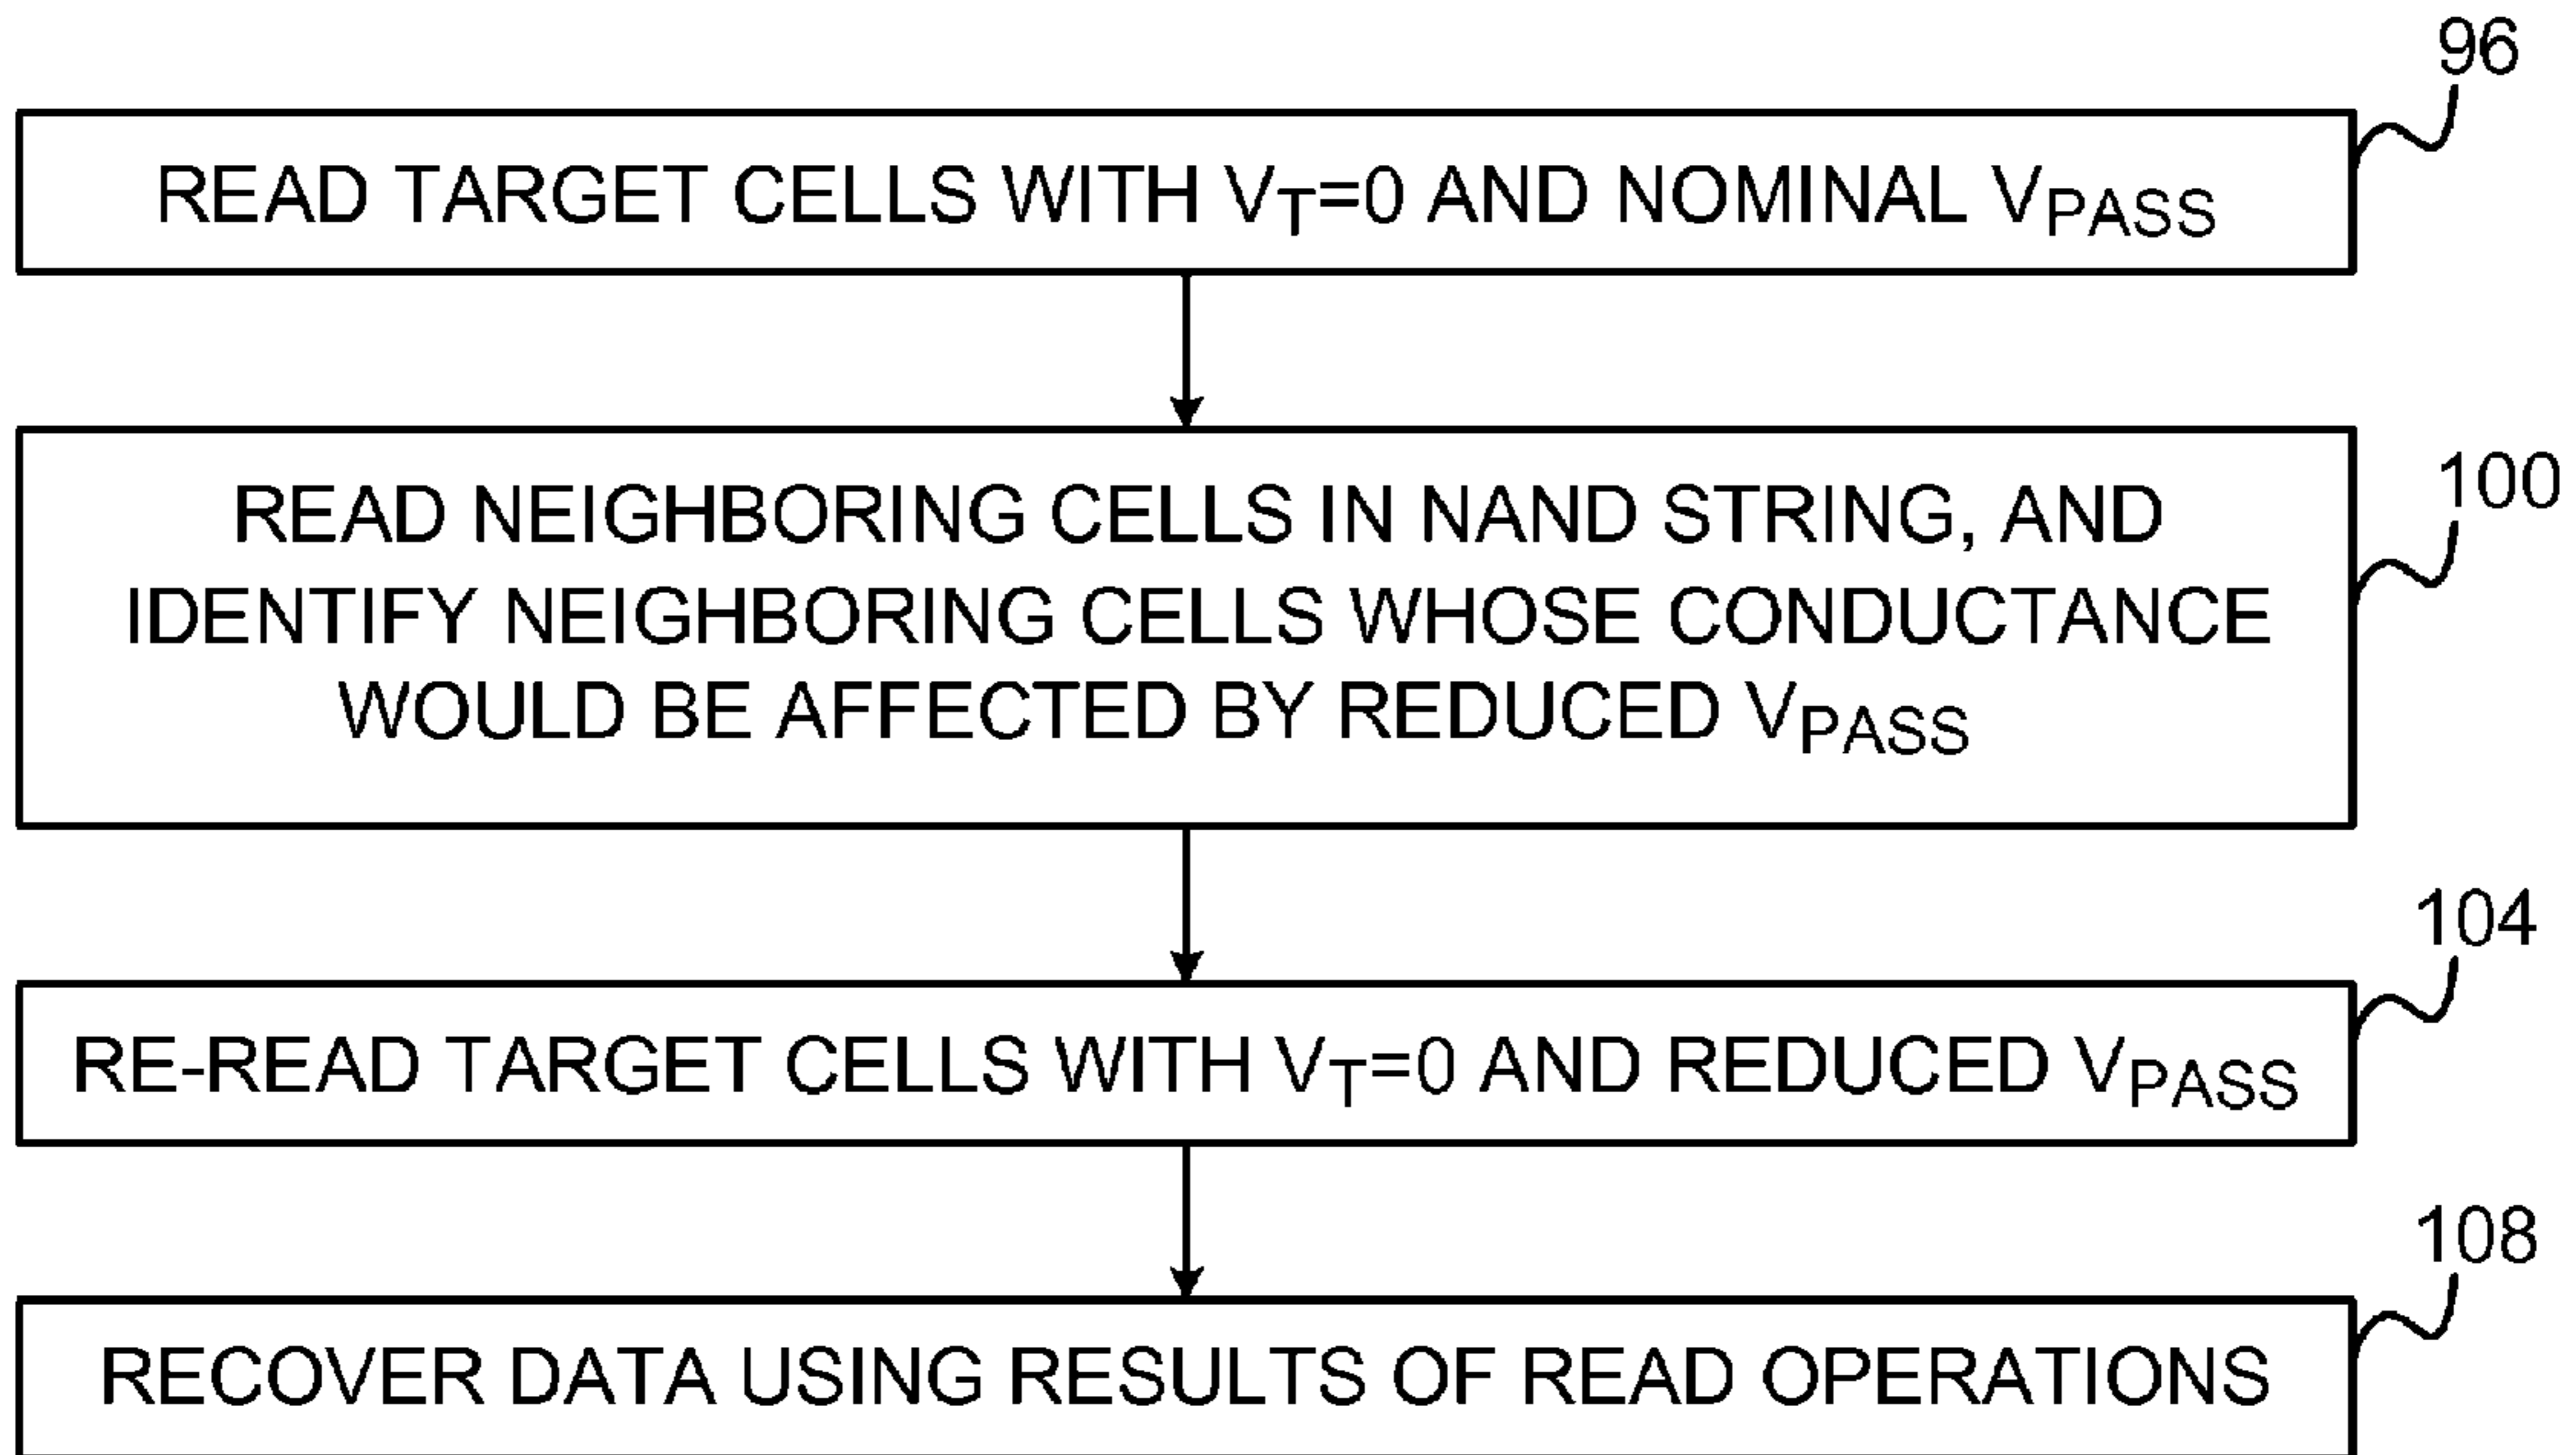 96
READ TARGET CELLS WITH VT=0 AND NOMINAL VPASS
READ NEIGHBORING CELLS IN NAND STRING, AND
100
IDENTIFY NEIGHBORING CELLS WHOSE CONDUCTANCE
WOULD BE AFFECTED BY REDUCED VPASS
104
RE-READ TARGET CELLS WITH VT=0 AND REDUCED VPASS
108
RECOVER DATA USING RESULTS OF READ OPERATIONS